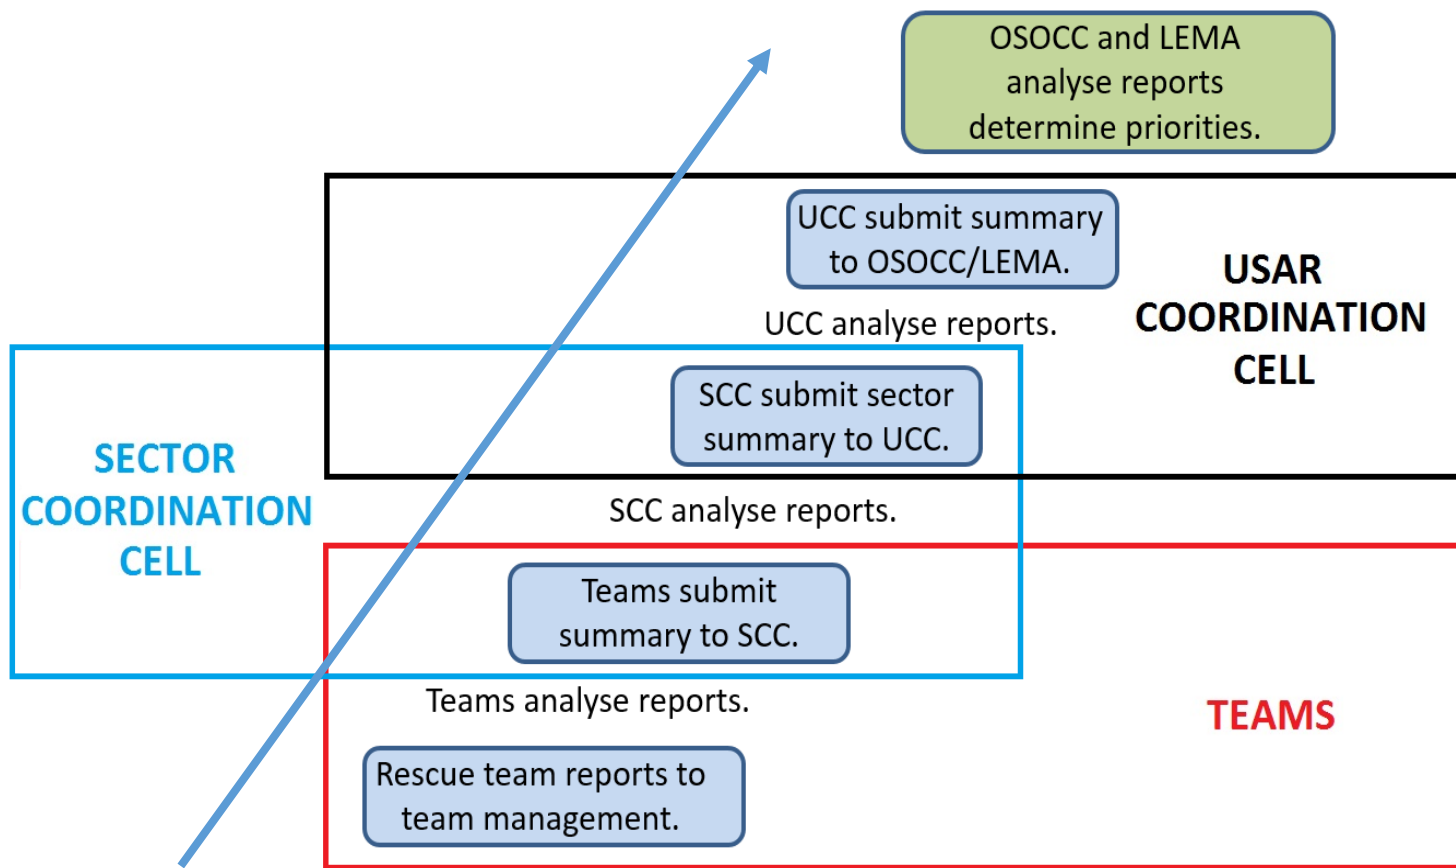 OSOCC and LEMA
analyse reports
determine priorities.
UCC submit summary
to OSOCC/LEMA.
UCC analyse reports.
USAR
COORDINATION
CELL
SCC submit sector
summary to UCC.
SECTOR
COORDINATION
CELL
SCC analyse reports.
Teams submit
summary to SCC.
Teams analyse reports.
TEAMS
Rescue team reports to
team management.